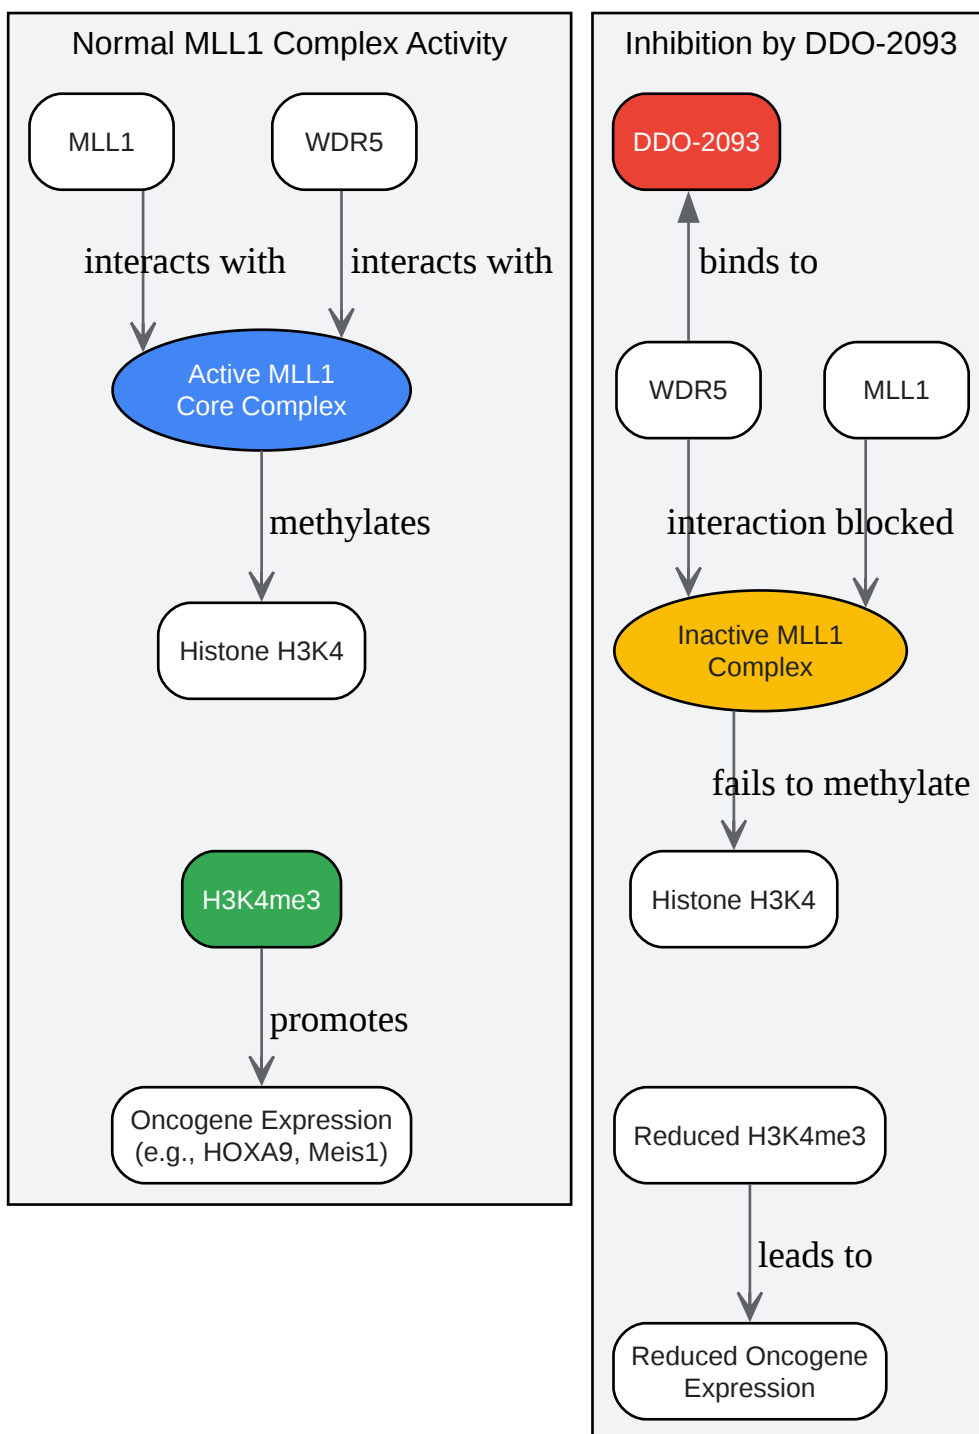 Normal MLL1 Complex Activity
MLL1
WDR5
interacts with
interacts with
Active MLL1
Core Complex
methylates
Histone H3K4
H3K4me3
promotes
Oncogene Expression
(e.g., HOXA9, Meis1)
Inhibition by DDO-2093
DDO-2093
binds to
WDR5
MLL1
interaction blocked
Inactive MLL1
Complex
fails to methylate
Histone H3K4
Reduced H3K4me3
leads to
Reduced Oncogene
Expression